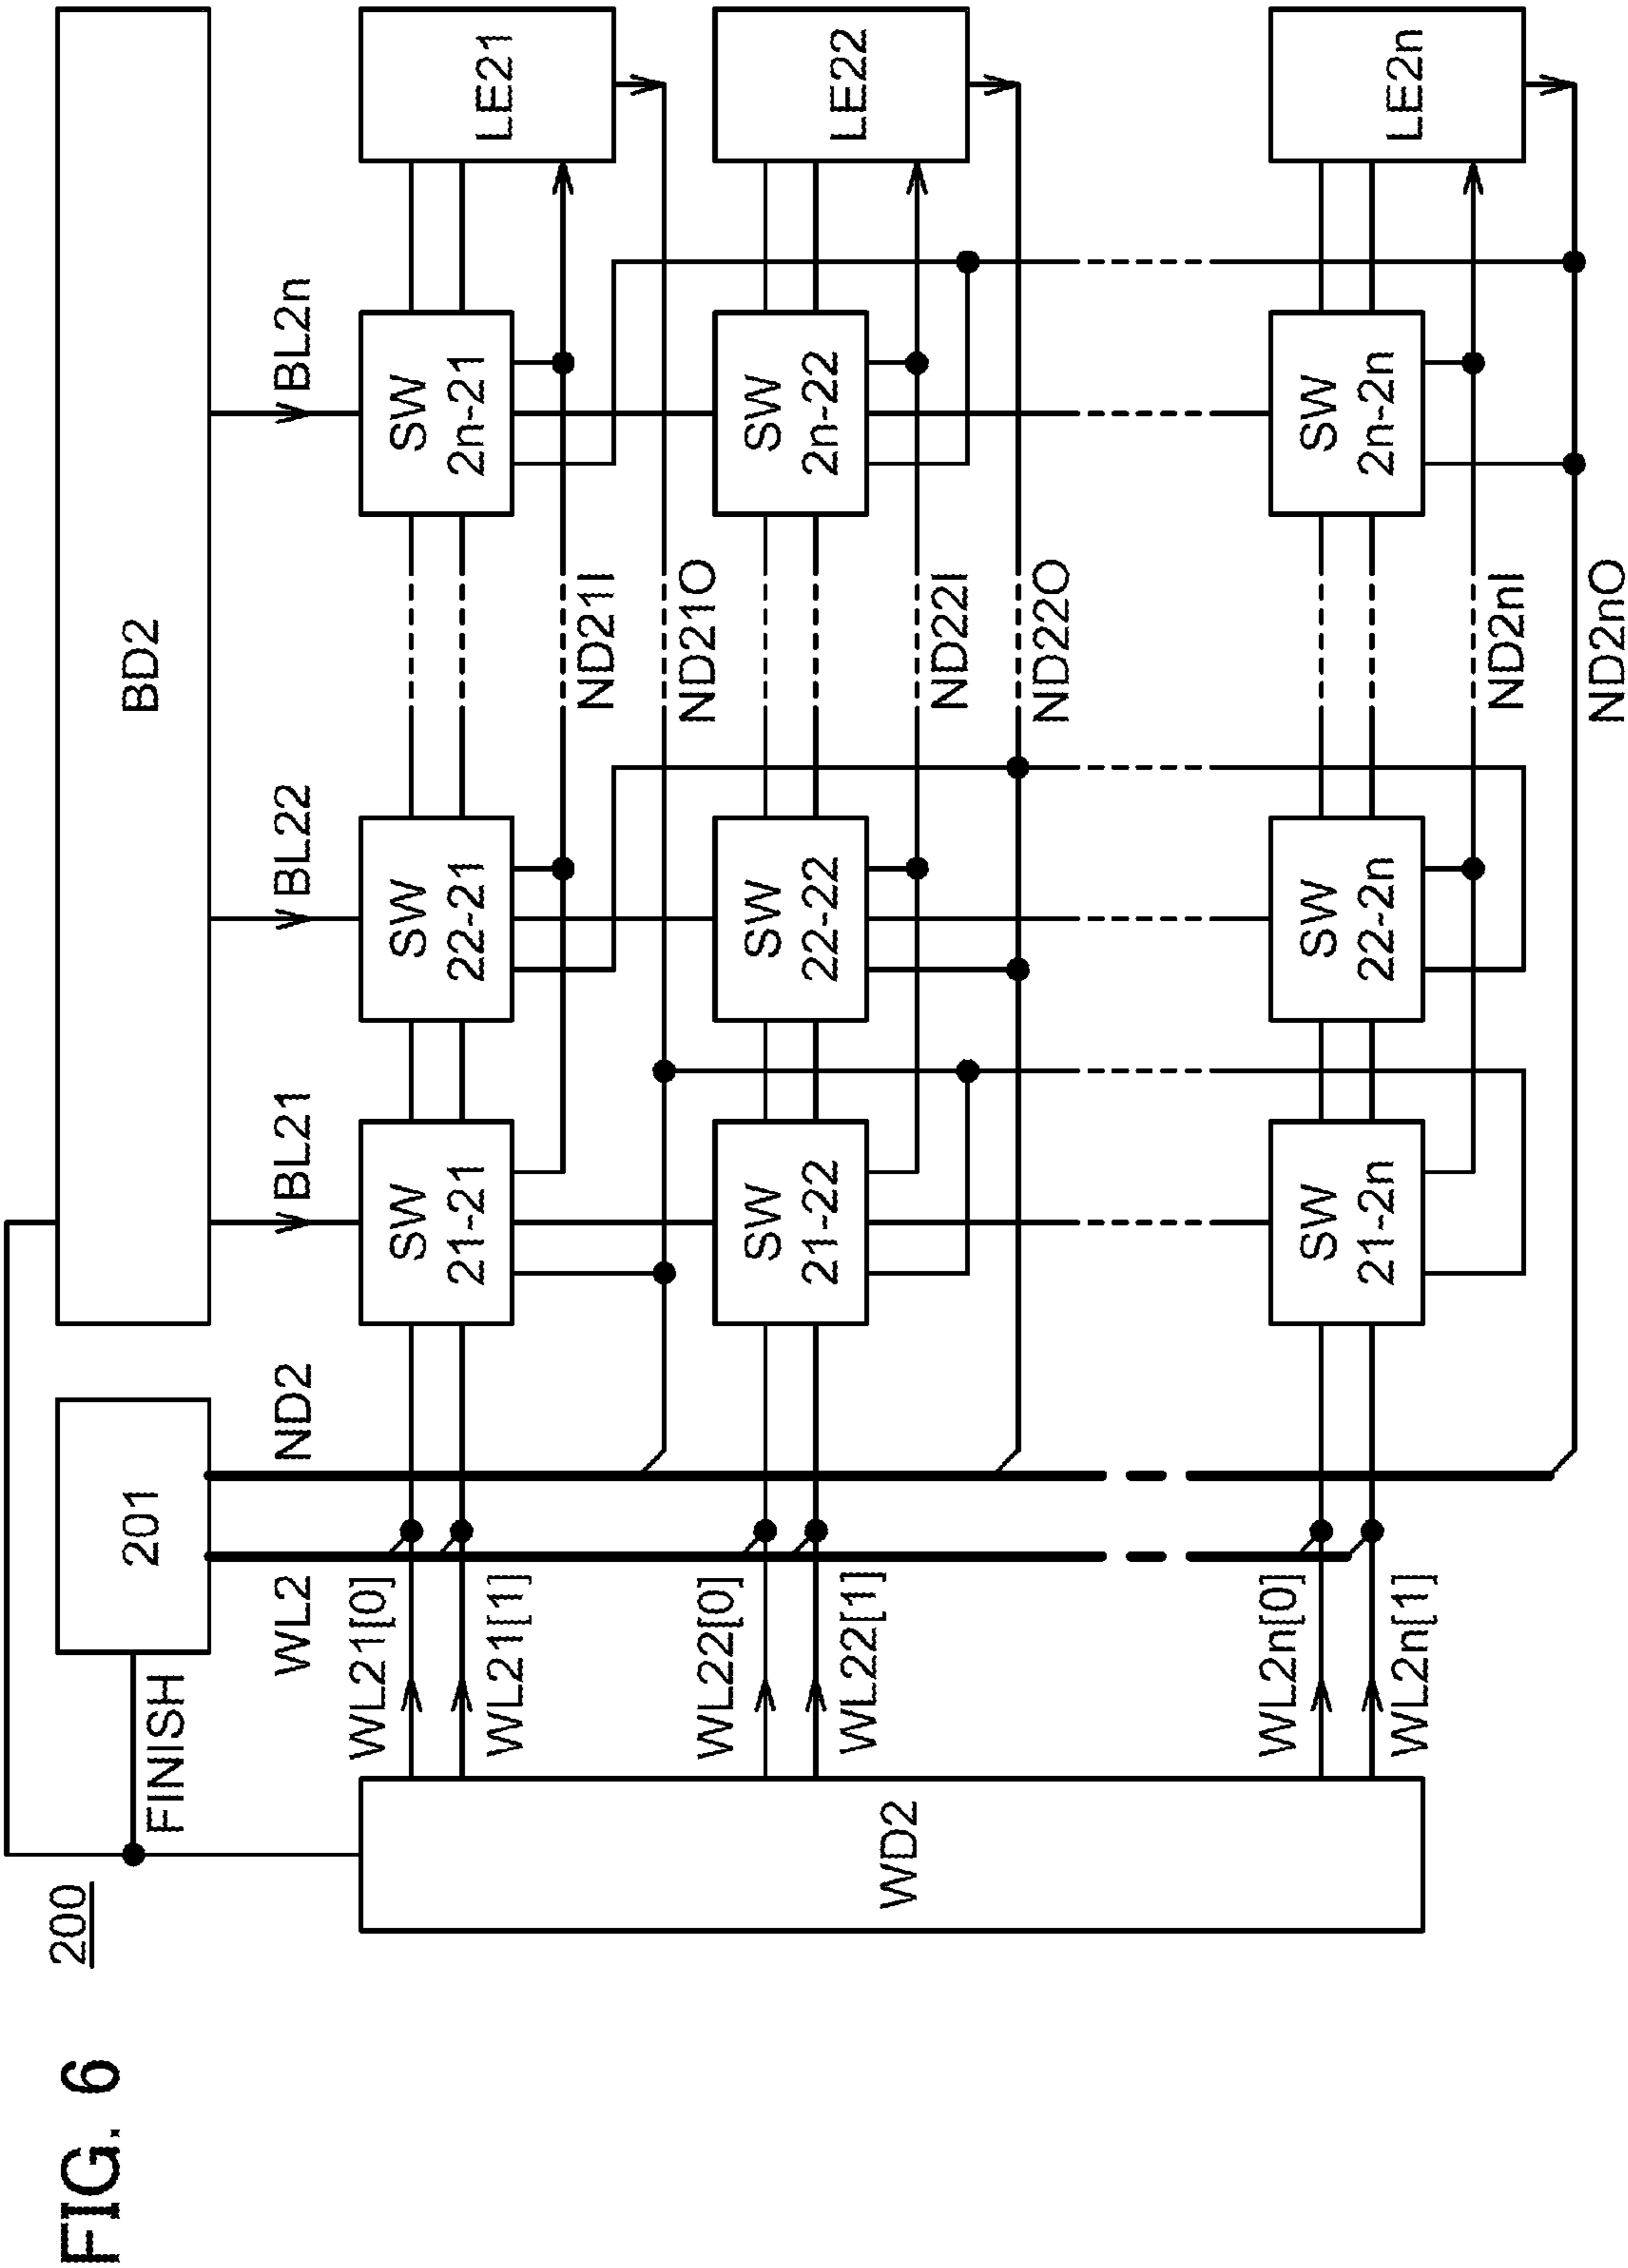 FIG. 6
200
FINISH
201
BD2
WL2
ND2
BL21
BL22
BL2n
WD2
WL21[0]
WL21[1]
SW
21-21
SW
22-21
SW
2n-21
LE21
ND21I
ND21O
WL22[0]
WL22[1]
SW
21-22
SW
22-22
SW
2n-22
LE22
ND22I
ND22O
WL2n[0]
WL2n[1]
SW
21-2n
SW
22-2n
SW
2n-2n
LE2n
ND2nI
ND2nO